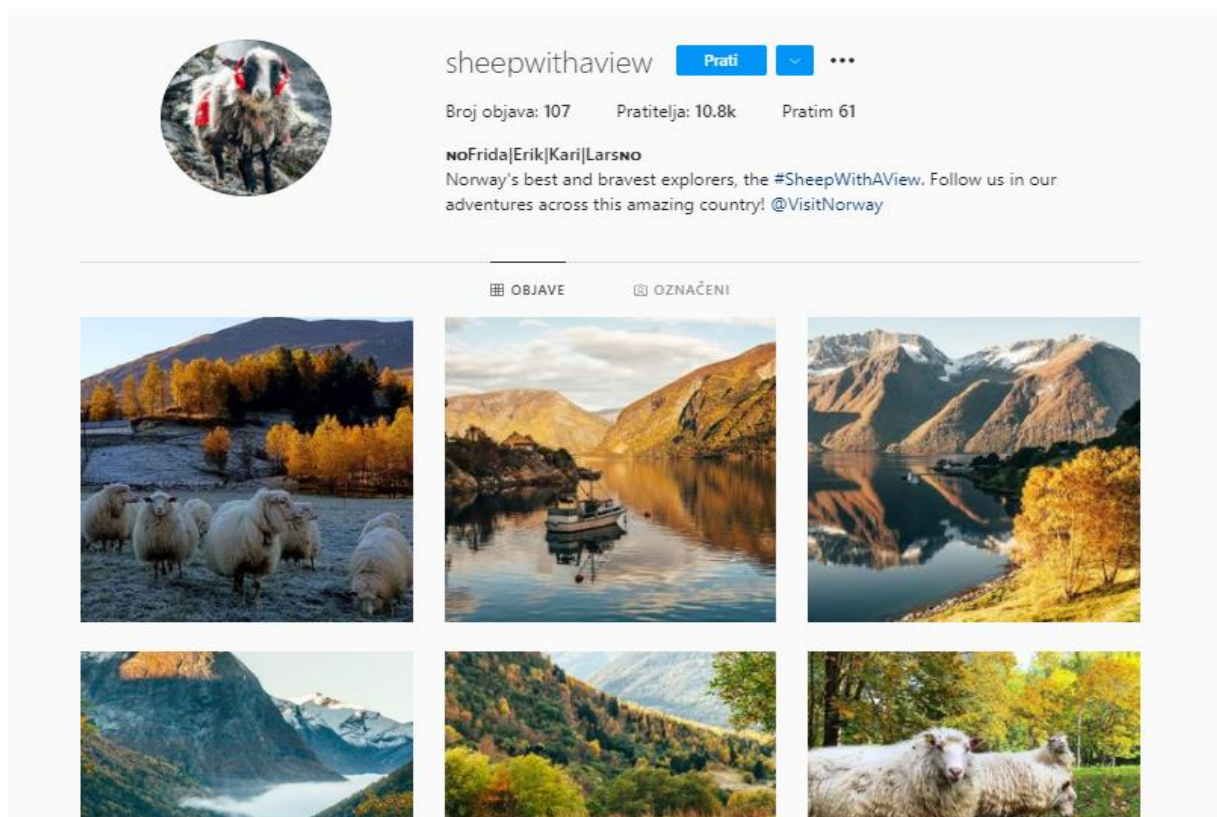 sheepwithaview Prati
Broj objava: 107 Pratitelja: 10.8k Pratim 61
NOFrida|Erik|Kari|LarsNO
Norway's best and bravest explorers, the #SheepWithAView. Follow us in our
adventures across this amazing country! @VisitNorway
OBJAVE OZNAČENI